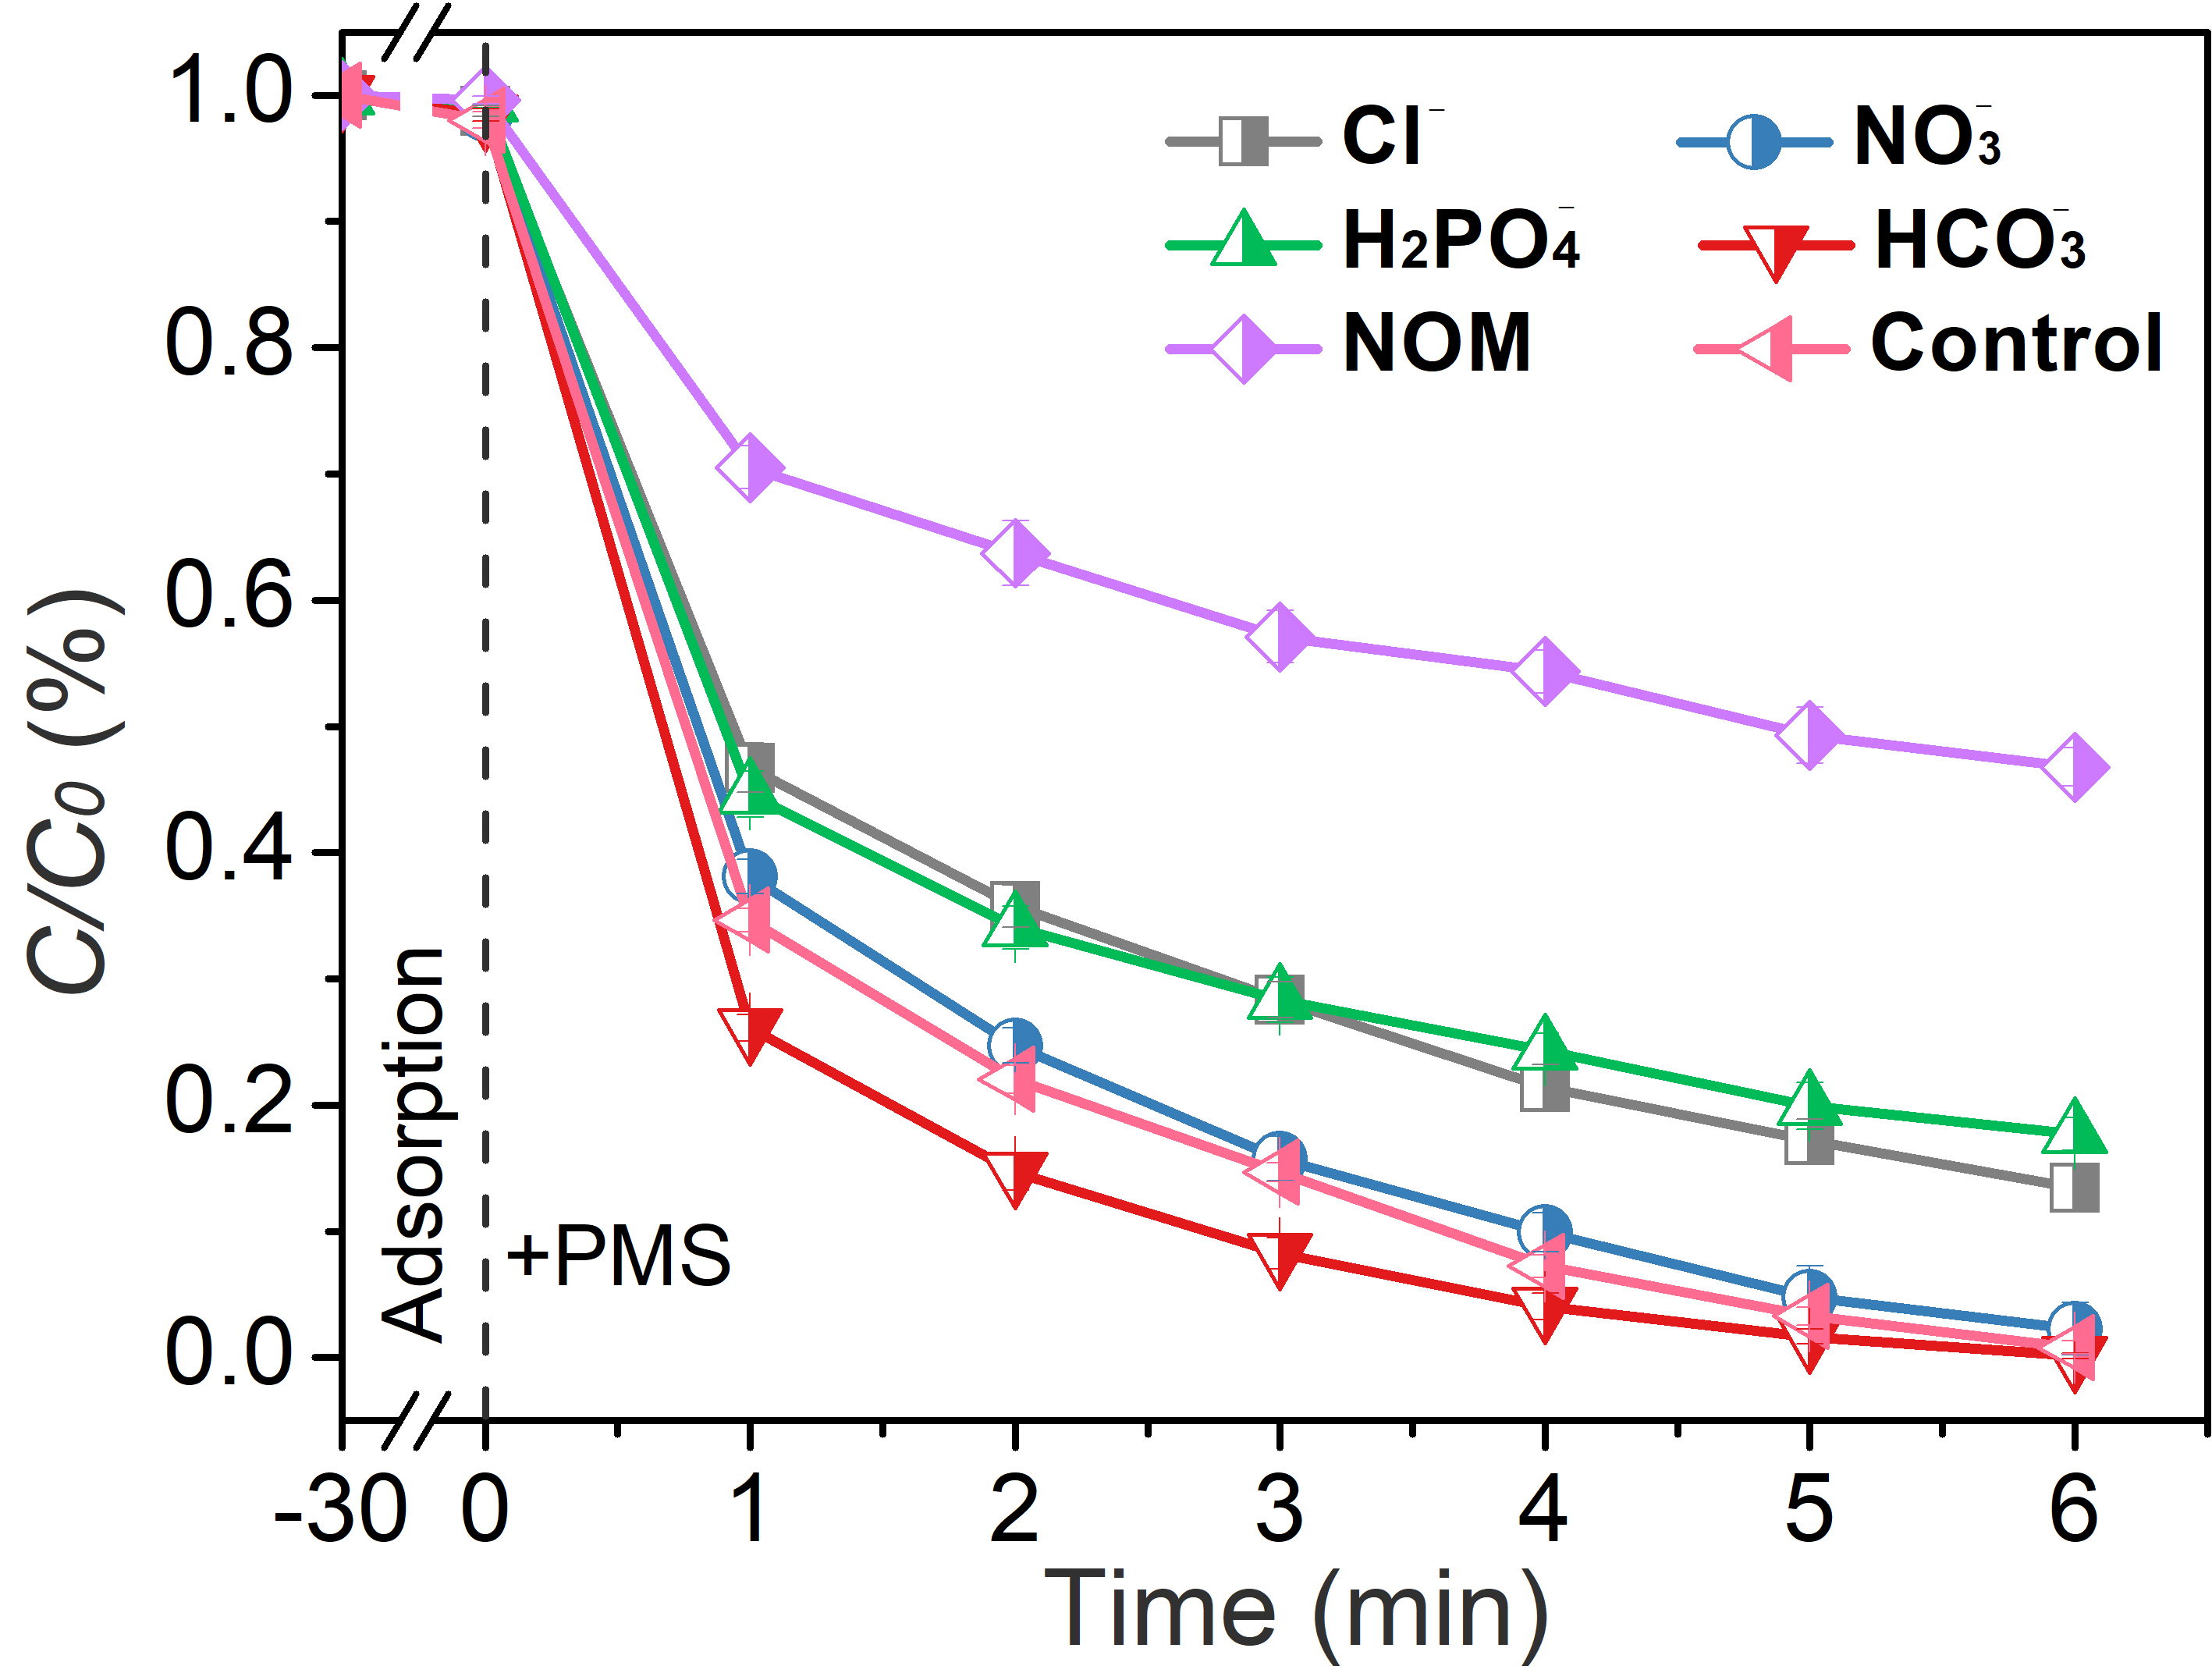 Cl⁻ NO₃⁻
H₂PO₄⁻ HCO₃⁻
NOM Control
1.0
0.8
0.6
0.4
0.2
0.0
C/C₀ (%)
Adsorption
+PMS
-30 0 1 2 3 4 5 6
Time (min)